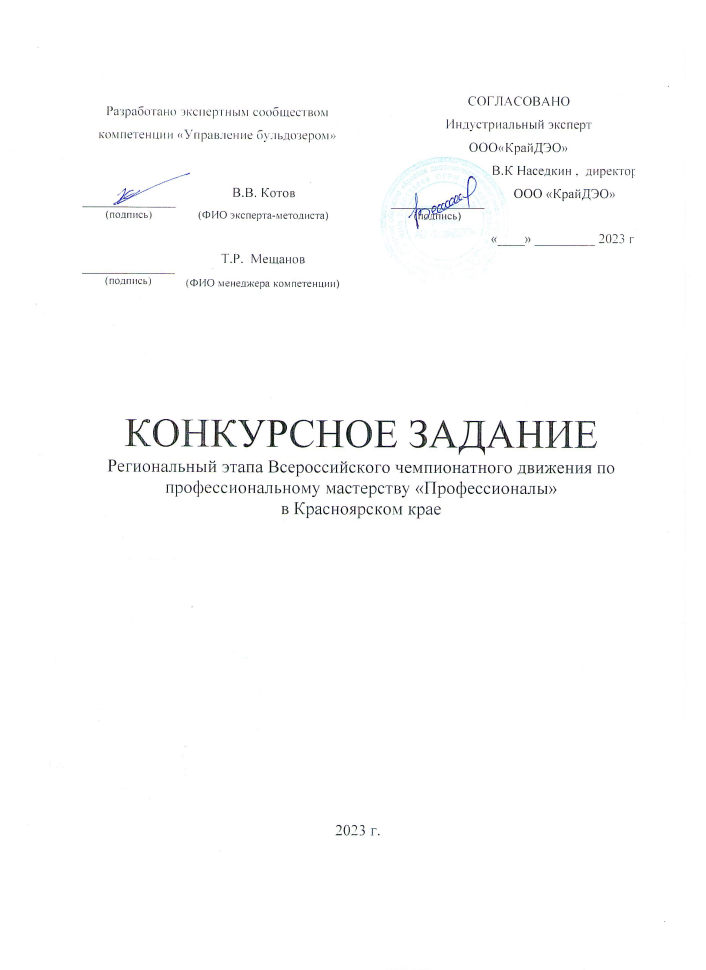 Разработано экспертным сообществом
компетенции «Управление бульдозером»
В.В. Котов
(подпись) (ФИО эксперта-методиста)
Т.Р. Мещанов
(подпись) (ФИО менеджера компетенции)
СОГЛАСОВАНО
Индустриальный эксперт
ООО«КрайДЭО»
В.К Наседкин , директор
ООО «КрайДЭО»
(подпись)
«____» _________ 2023 г
КОНКУРСНОЕ ЗАДАНИЕ
Региональный этапа Всероссийского чемпионатного движения по
профессиональному мастерству «Профессионалы»
в Красноярском крае
2023 г.